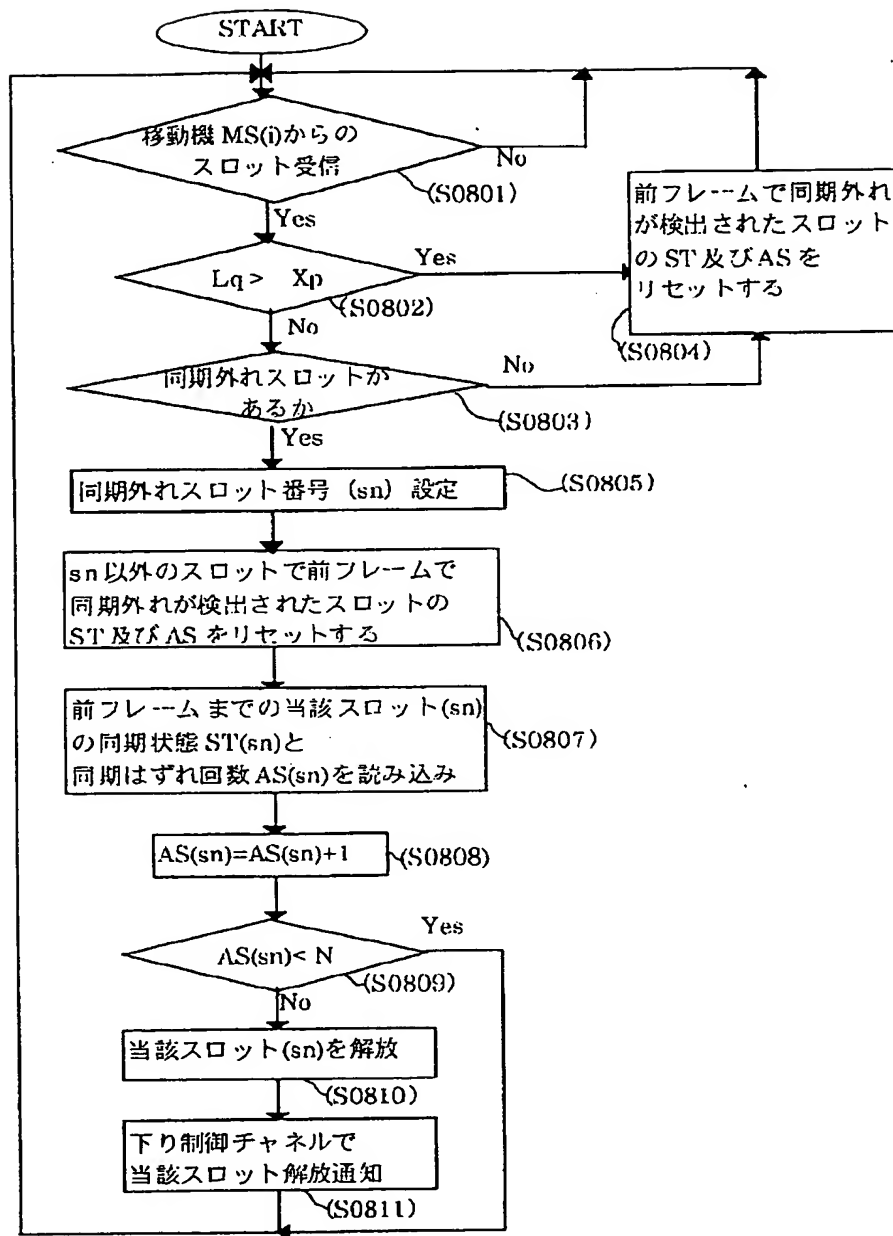 START
移動機 MS(i)からの
スロット受信
No
(S0801)
Yes
前フレームで同期外れ
が検出されたスロット
の ST 及び AS を
リセットする
(S0804)
Lq > Xp
Yes
(S0802)
No
同期外れスロットが
あるか
No
(S0803)
Yes
同期外れスロット番号 (sn) 設定
(S0805)
sn 以外のスロットで前フレームで
同期外れが検出されたスロットの
ST 及び AS をリセットする
(S0806)
前フレームまでの当該スロット(sn)
の同期状態 ST(sn)と
同期はずれ回数 AS(sn)を読み込み
(S0807)
AS(sn)=AS(sn)+1
(S0808)
AS(sn)< N
Yes
(S0809)
No
当該スロット(sn)を解放
(S0810)
下り制御チャネルで
当該スロット解放通知
(S0811)